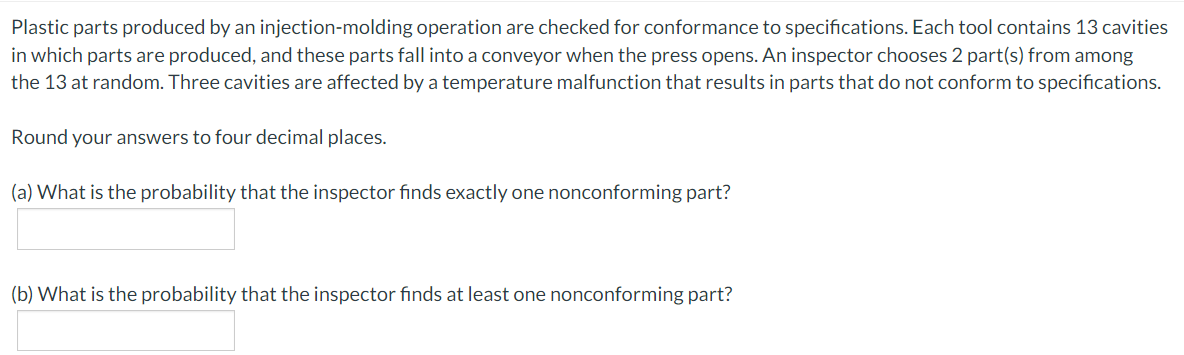 Plastic parts produced by an injection-molding operation are checked for conformance to specifications. Each tool contains 13 cavities
in which parts are produced, and these parts fall into a conveyor when the press opens. An inspector chooses 2 part(s) from among
the 13 at random. Three cavities are affected by a temperature malfunction that results in parts that do not conform to specifications.
Round your answers to four decimal places.
(a) What is the probability that the inspector finds exactly one nonconforming part?
(b) What is the probability that the inspector finds at least one nonconforming part?